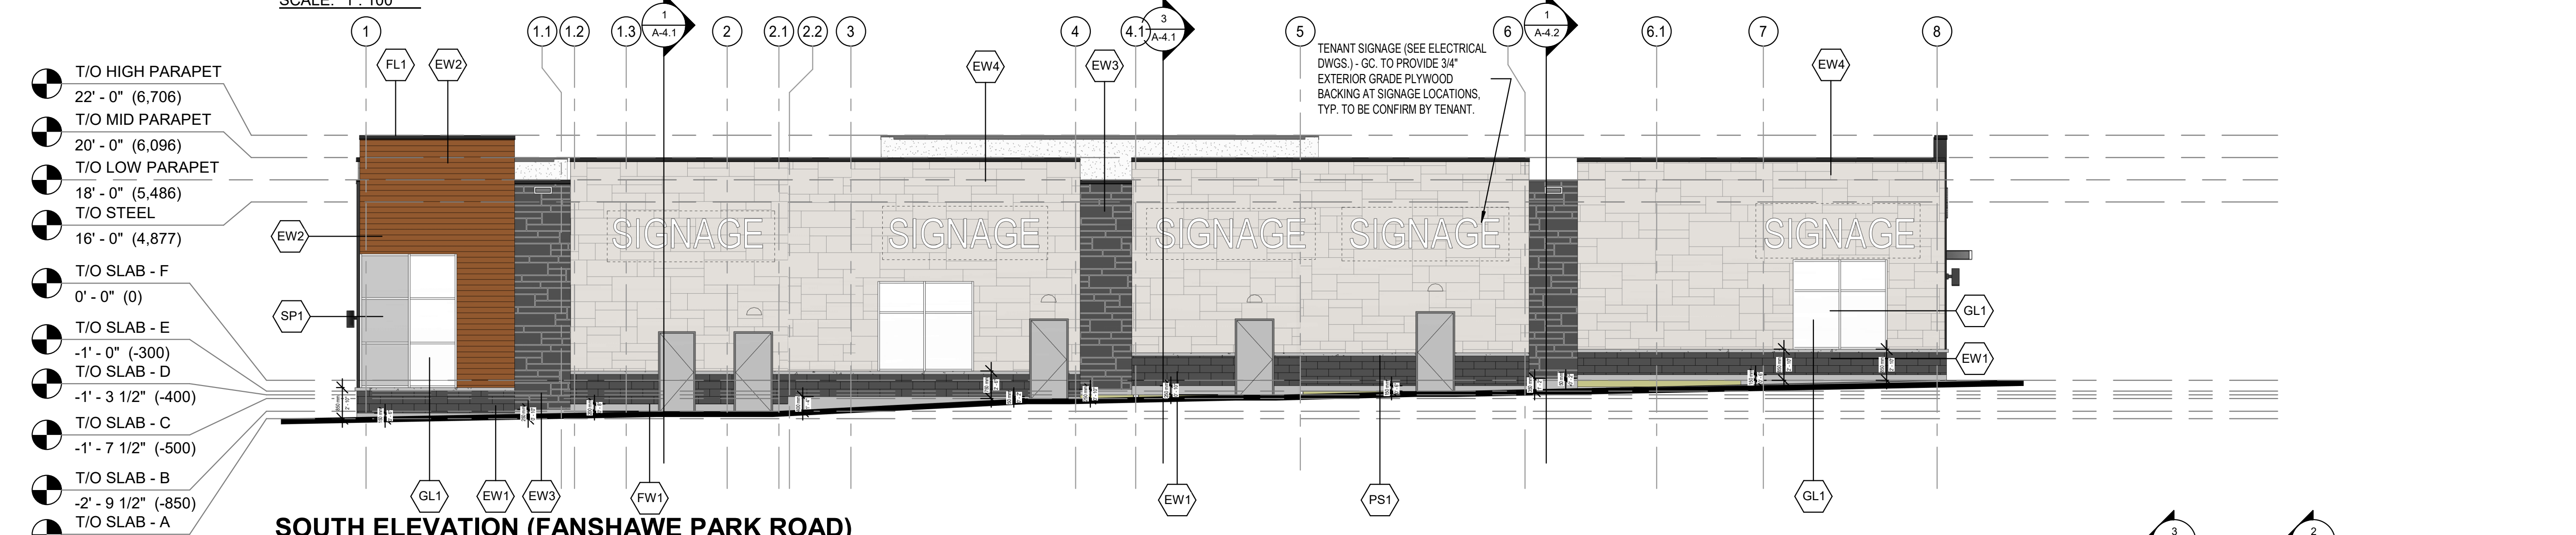 SCALE: 1 : 100
1
1.1
1.2
1.3
1
A-4.1
2
2.1
2.2
3
4
4.1
3
A-4.1
5
6
1
A-4.2
6.1
7
8
FL1
EW2
EW4
EW3
EW4
TENANT SIGNAGE (SEE ELECTRICAL
DWGS.) - GC. TO PROVIDE 3/4"
EXTERIOR GRADE PLYWOOD
BACKING AT SIGNAGE LOCATIONS,
TYP. TO BE CONFIRM BY TENANT.
T/O HIGH PARAPET
22' - 0" (6,706)
T/O MID PARAPET
20' - 0" (6,096)
T/O LOW PARAPET
18' - 0" (5,486)
T/O STEEL
16' - 0" (4,877)
T/O SLAB - F
0' - 0" (0)
T/O SLAB - E
-1' - 0" (-300)
T/O SLAB - D
-1' - 3 1/2" (-400)
T/O SLAB - C
-1' - 7 1/2" (-500)
T/O SLAB - B
-2' - 9 1/2" (-850)
T/O SLAB - A
EW2
SP1
SIGNAGE
SIGNAGE
SIGNAGE
SIGNAGE
SIGNAGE
GL1
EW1
GL1
EW1
EW3
FW1
EW1
PS1
GL1
SOUTH ELEVATION (FANSHAWE PARK ROAD)
3
2